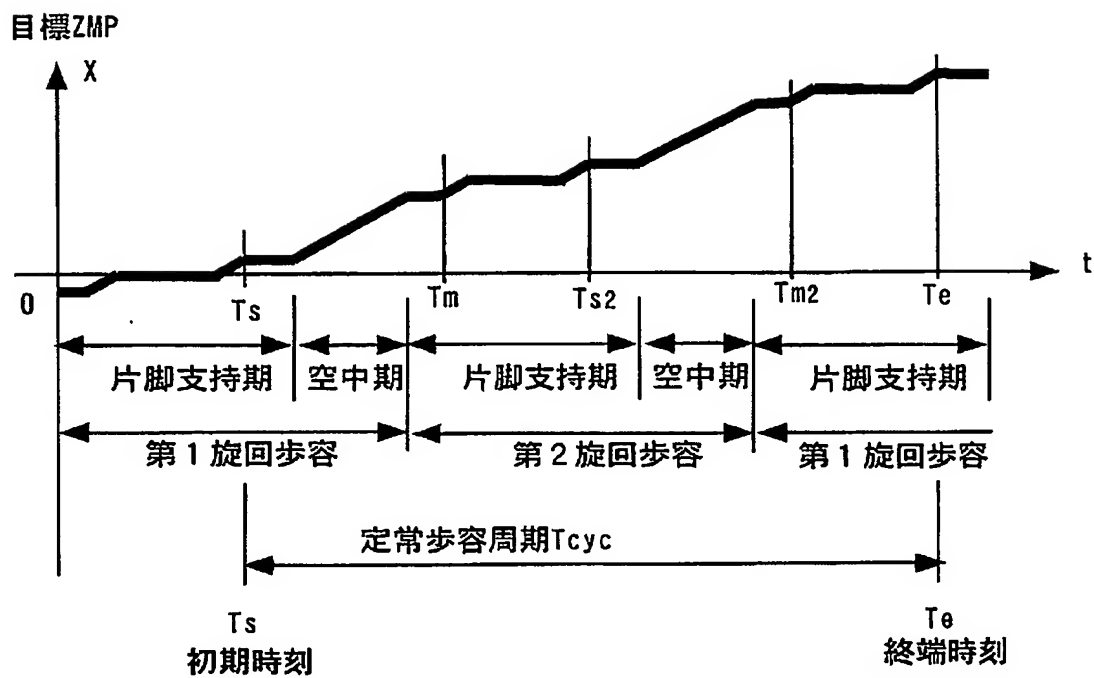 目標ZMP
X
t
0
Ts
Tm
Ts2
Tm2
Te
片脚支持期
空中期
片脚支持期
空中期
片脚支持期
第1旋回歩容
第2旋回歩容
第1旋回歩容
定常歩容周期Tcyc
Ts
初期時刻
Te
終端時刻